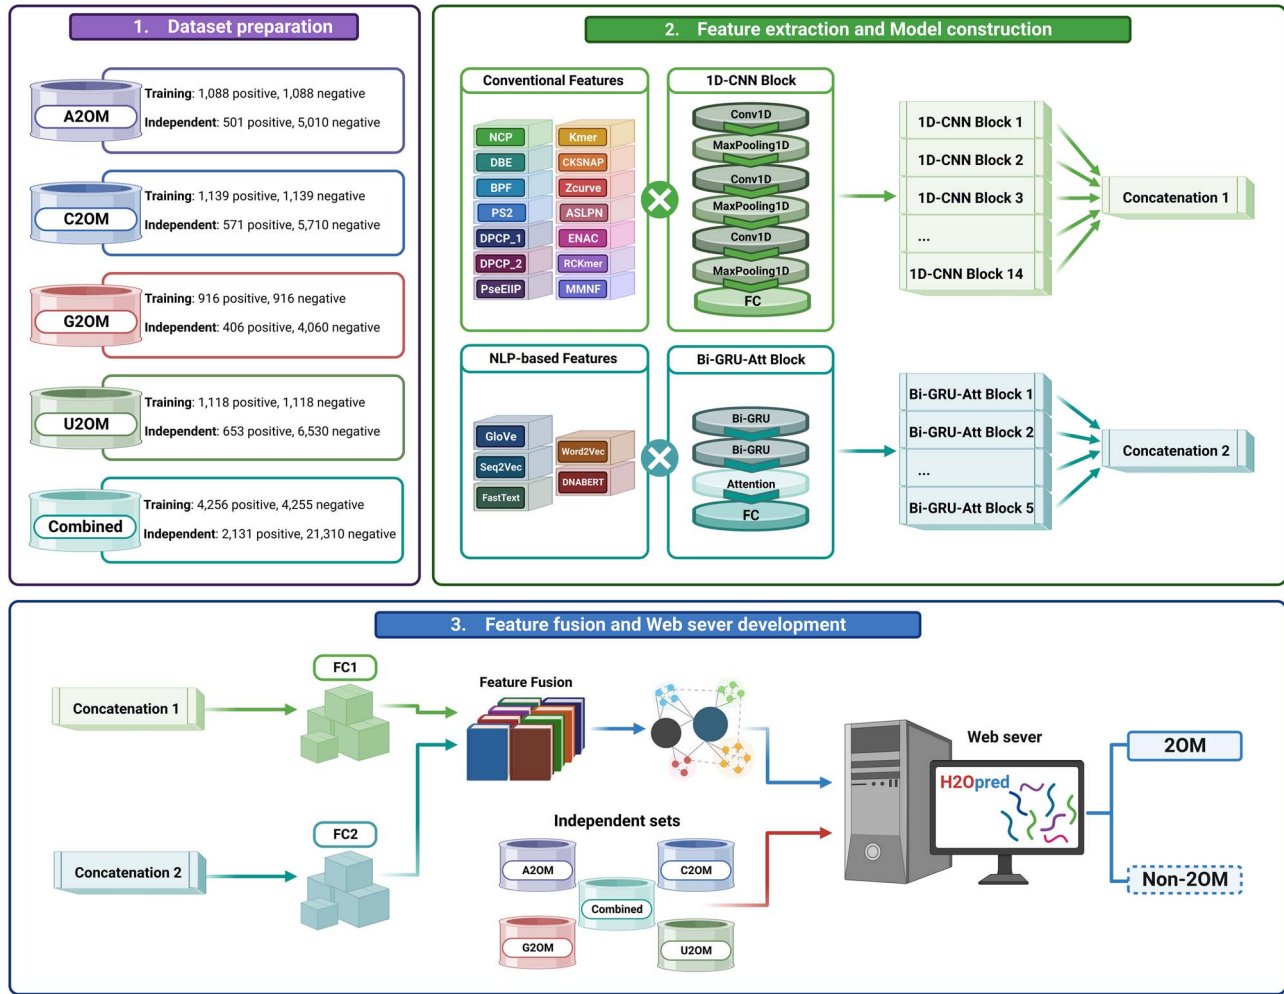 1. Dataset preparation
A2OM
Training: 1,088 positive, 1,088 negative
Independent: 501 positive, 5,010 negative
C2OM
Training: 1,139 positive, 1,139 negative
Independent: 571 positive, 5,710 negative
G2OM
Training: 916 positive, 916 negative
Independent: 406 positive, 4,060 negative
U2OM
Training: 1,118 positive, 1,118 negative
Independent: 653 positive, 6,530 negative
Combined
Training: 4,256 positive, 4,255 negative
Independent: 2,131 positive, 21,310 negative
2. Feature extraction and Model construction
Conventional Features
NCP
DBE
BPF
PS2
DPCP_1
DPCP_2
PseEIIP
Kmer
CKSNAP
Zcurve
ASLPN
ENAC
RCKmer
MMNF
1D-CNN Block
Conv1D
MaxPooling1D
Conv1D
MaxPooling1D
Conv1D
MaxPooling1D
FC
1D-CNN Block 1
1D-CNN Block 2
1D-CNN Block 3
...
1D-CNN Block 14
Concatenation 1
NLP-based Features
GloVe
Seq2Vec
FastText
Word2Vec
DNABERT
Bi-GRU-Att Block
Bi-GRU
Bi-GRU
Attention
FC
Bi-GRU-Att Block 1
Bi-GRU-Att Block 2
...
Bi-GRU-Att Block 5
Concatenation 2
3. Feature fusion and Web sever development
Concatenation 1
FC1
Concatenation 2
FC2
Feature Fusion
Independent sets
A2OM
C2OM
Combined
G2OM
U2OM
Web sever
H2Opred
2OM
Non-2OM